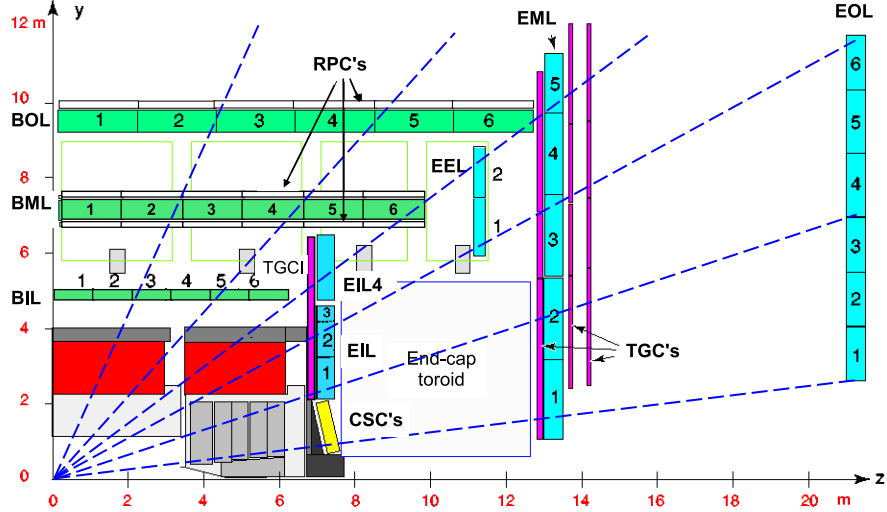 y
12 m
EML
EOL
RPC's
5
6
10
BOL
1 2 3 4 5 6
4
5
8
EEL
2
BML
1 2 3 4 5 6
1
4
3
3
6
TGCI
1 2 3 4 5 6
BIL
EIL4
2
2
4
3
2
EIL
End-cap
toroid
TGC's
1
1
1
2
CSC's
0
z
0 2 4 6 8 10 12 14 16 18 20 m